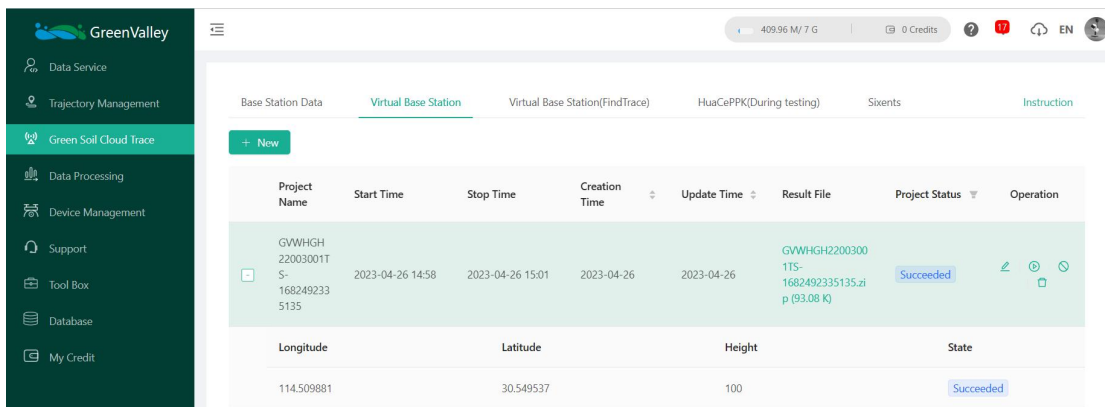 GreenValley
409.96 M/ 7 G
0 Credits
17
EN
Data Service
Trajectory Management
Green Soil Cloud Trace
Data Processing
Device Management
Support
Tool Box
Database
My Credit
Base Station Data
Virtual Base Station
Virtual Base Station(FindTrace)
HuaCePPK(During testing)
Sixents
Instruction
+ New
Project
Name
Start Time
Stop Time
Creation
Time
Update Time
Result File
Project Status
Operation
GVWHGH
22003001T
S-
168249233
5135
2023-04-26 14:58
2023-04-26 15:01
2023-04-26
2023-04-26
GVWHGH2200300
1TS-
1682492335135.zi
p (93.08 K)
Succeeded
Longitude
Latitude
Height
State
114.509881
30.549537
100
Succeeded